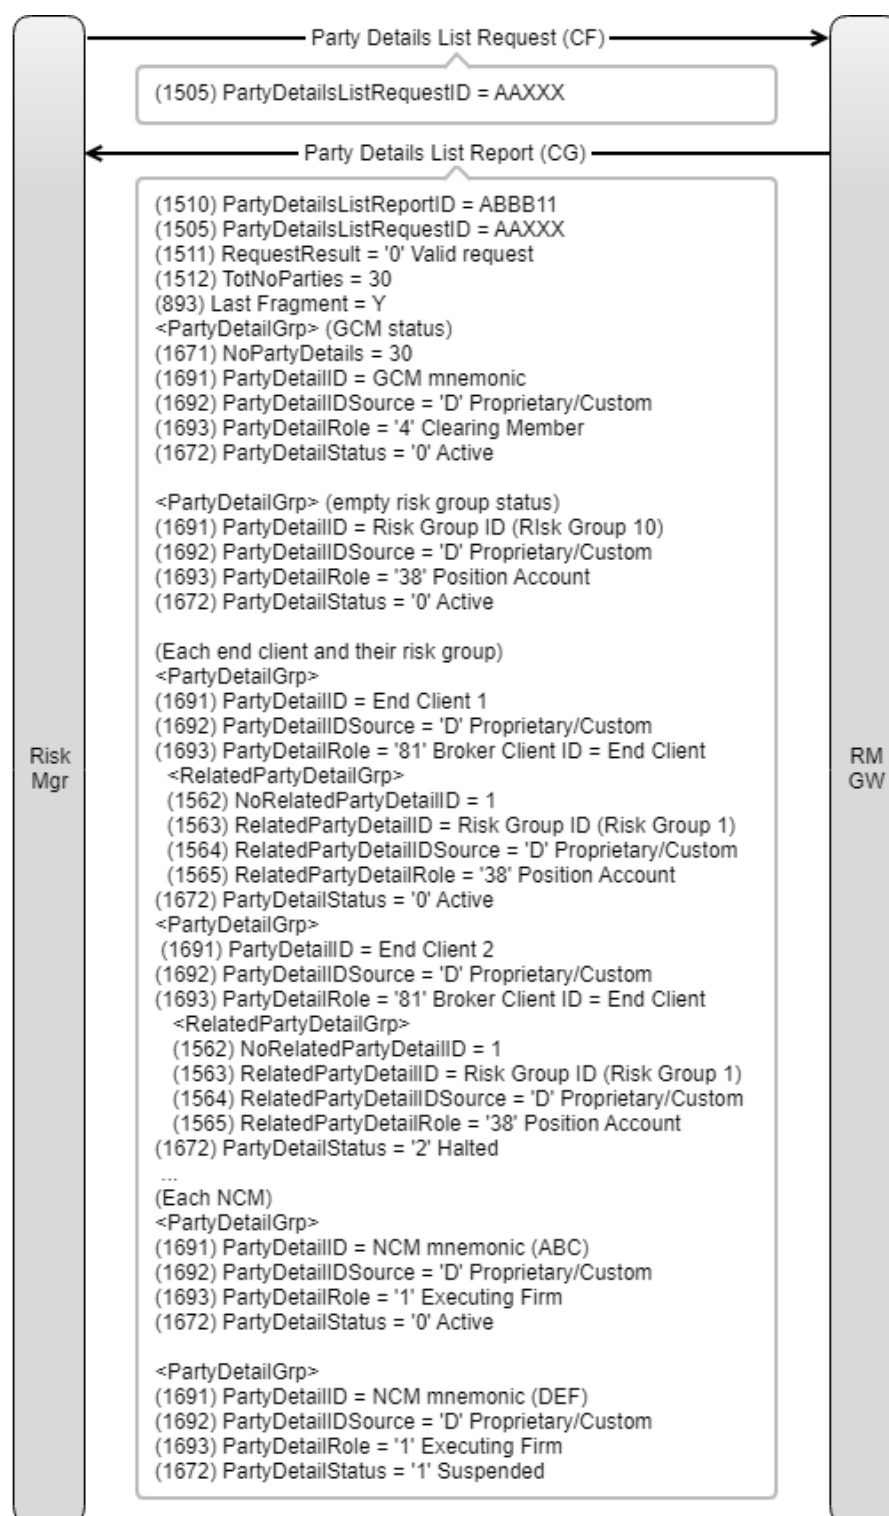 Party Details List Request (CF)
(1505) PartyDetailsListRequestID = AAXXX
Party Details List Report (CG)
(1510) PartyDetailsListReportID = ABBB11
(1505) PartyDetailsListRequestID = AAXXX
(1511) RequestResult = '0' Valid request
(1512) TotNoParties = 30
(893) Last Fragment = Y
<PartyDetailGrp> (GCM status)
(1671) NoPartyDetails = 30
(1691) PartyDetailID = GCM mnemonic
(1692) PartyDetailIDSource = 'D' Proprietary/Custom
(1693) PartyDetailRole = '4' Clearing Member
(1672) PartyDetailStatus = '0' Active
<PartyDetailGrp> (empty risk group status)
(1691) PartyDetailID = Risk Group ID (RIsk Group 10)
(1692) PartyDetailIDSource = 'D' Proprietary/Custom
(1693) PartyDetailRole = '38' Position Account
(1672) PartyDetailStatus = '0' Active
(Each end client and their risk group)
<PartyDetailGrp>
(1691) PartyDetailID = End Client 1
(1692) PartyDetailIDSource = 'D' Proprietary/Custom
(1693) PartyDetailRole = '81' Broker Client ID = End Client
<RelatedPartyDetailGrp>
(1562) NoRelatedPartyDetailID = 1
(1563) RelatedPartyDetailID = Risk Group ID (Risk Group 1)
(1564) RelatedPartyDetailIDSource = 'D' Proprietary/Custom
(1565) RelatedPartyDetailRole = '38' Position Account
(1672) PartyDetailStatus = '0' Active
<PartyDetailGrp>
(1691) PartyDetailID = End Client 2
(1692) PartyDetailIDSource = 'D' Proprietary/Custom
(1693) PartyDetailRole = '81' Broker Client ID = End Client
<RelatedPartyDetailGrp>
(1562) NoRelatedPartyDetailID = 1
(1563) RelatedPartyDetailID = Risk Group ID (Risk Group 1)
(1564) RelatedPartyDetailIDSource = 'D' Proprietary/Custom
(1565) RelatedPartyDetailRole = '38' Position Account
(1672) PartyDetailStatus = '2' Halted
...
(Each NCM)
<PartyDetailGrp>
(1691) PartyDetailID = NCM mnemonic (ABC)
(1692) PartyDetailIDSource = 'D' Proprietary/Custom
(1693) PartyDetailRole = '1' Executing Firm
(1672) PartyDetailStatus = '0' Active
<PartyDetailGrp>
(1691) PartyDetailID = NCM mnemonic (DEF)
(1692) PartyDetailIDSource = 'D' Proprietary/Custom
(1693) PartyDetailRole = '1' Executing Firm
(1672) PartyDetailStatus = '1' Suspended
Risk
Mgr
RM
GW